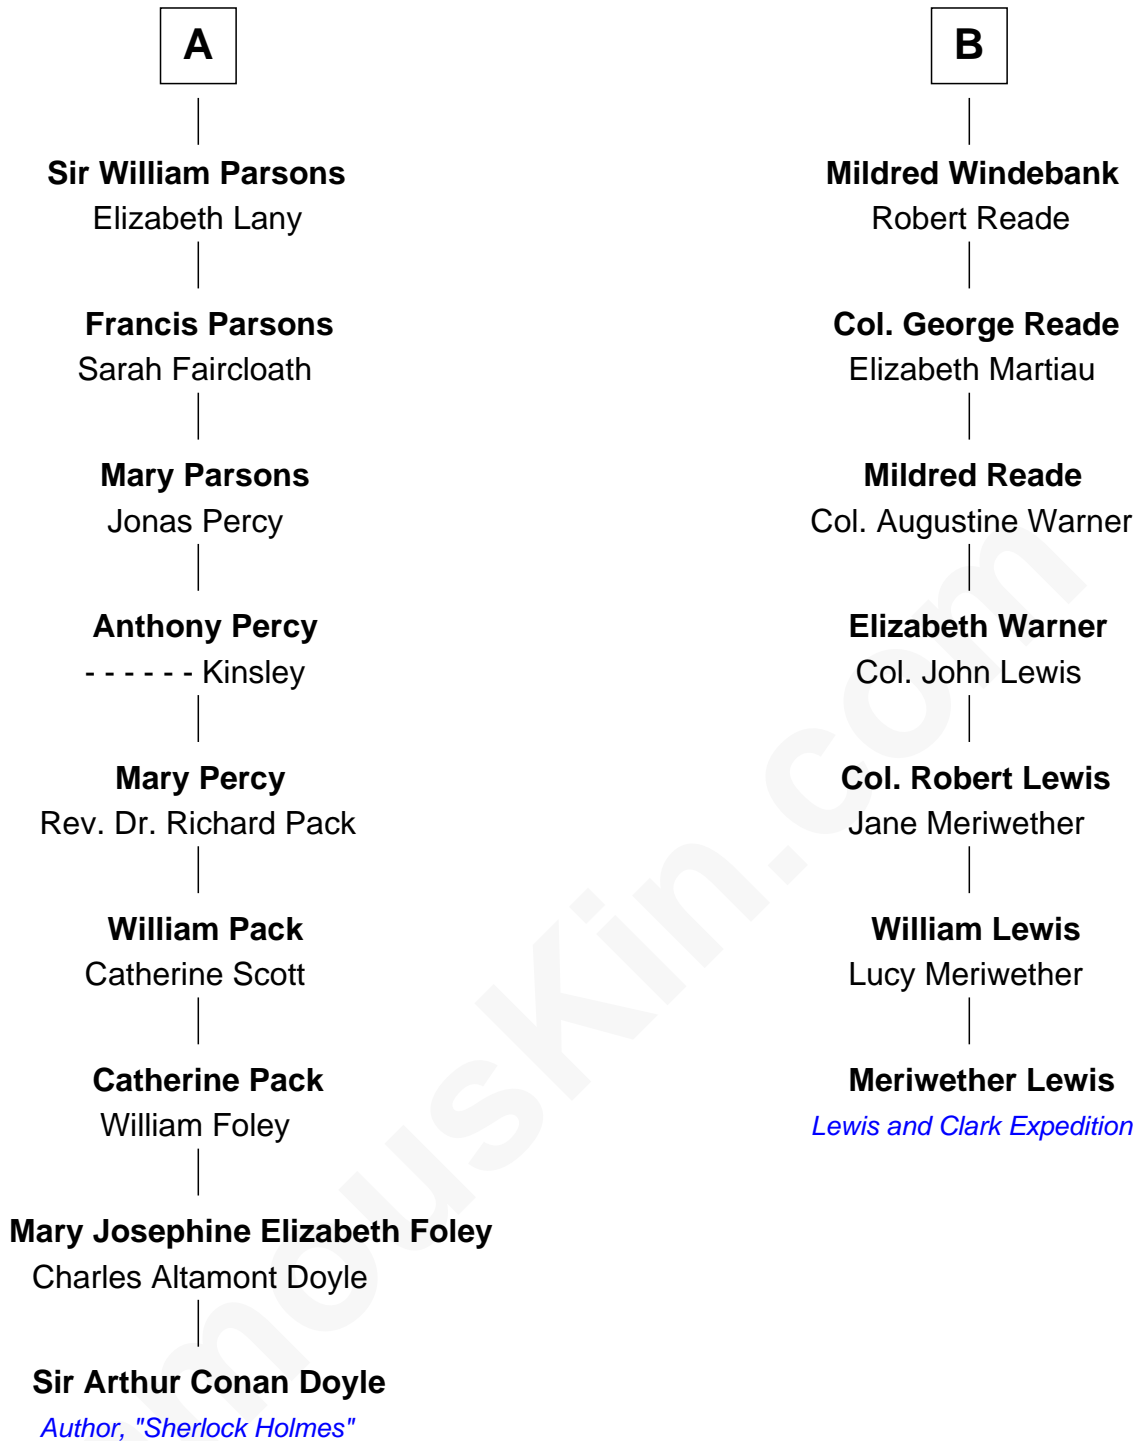 A
Sir William Parsons
Elizabeth Lany
Francis Parsons
Sarah Faircloath
Mary Parsons
Jonas Percy
Anthony Percy
- - - - - - Kinsley
Mary Percy
Rev. Dr. Richard Pack
William Pack
Catherine Scott
Catherine Pack
William Foley
Mary Josephine Elizabeth Foley
Charles Altamont Doyle
Sir Arthur Conan Doyle
Author, "Sherlock Holmes"
B
Mildred Windebank
Robert Reade
Col. George Reade
Elizabeth Martiau
Mildred Reade
Col. Augustine Warner
Elizabeth Warner
Col. John Lewis
Col. Robert Lewis
Jane Meriwether
William Lewis
Lucy Meriwether
Meriwether Lewis
Lewis and Clark Expedition
mousKin.com